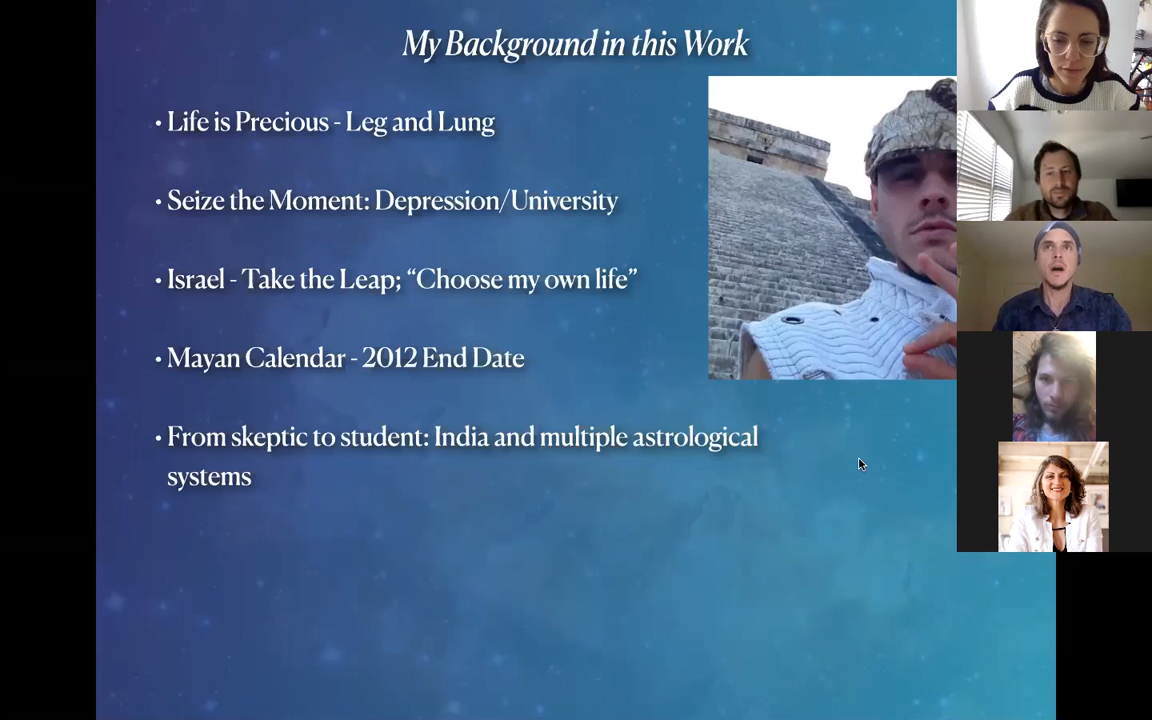 My Background in this Work
• Life is Precious - Leg and Lung
• Seize the Moment: Depression/University
• Israel - Take the Leap; “Choose my own life”
• Mayan Calendar - 2012 End Date
• From skeptic to student: India and multiple astrological
systems